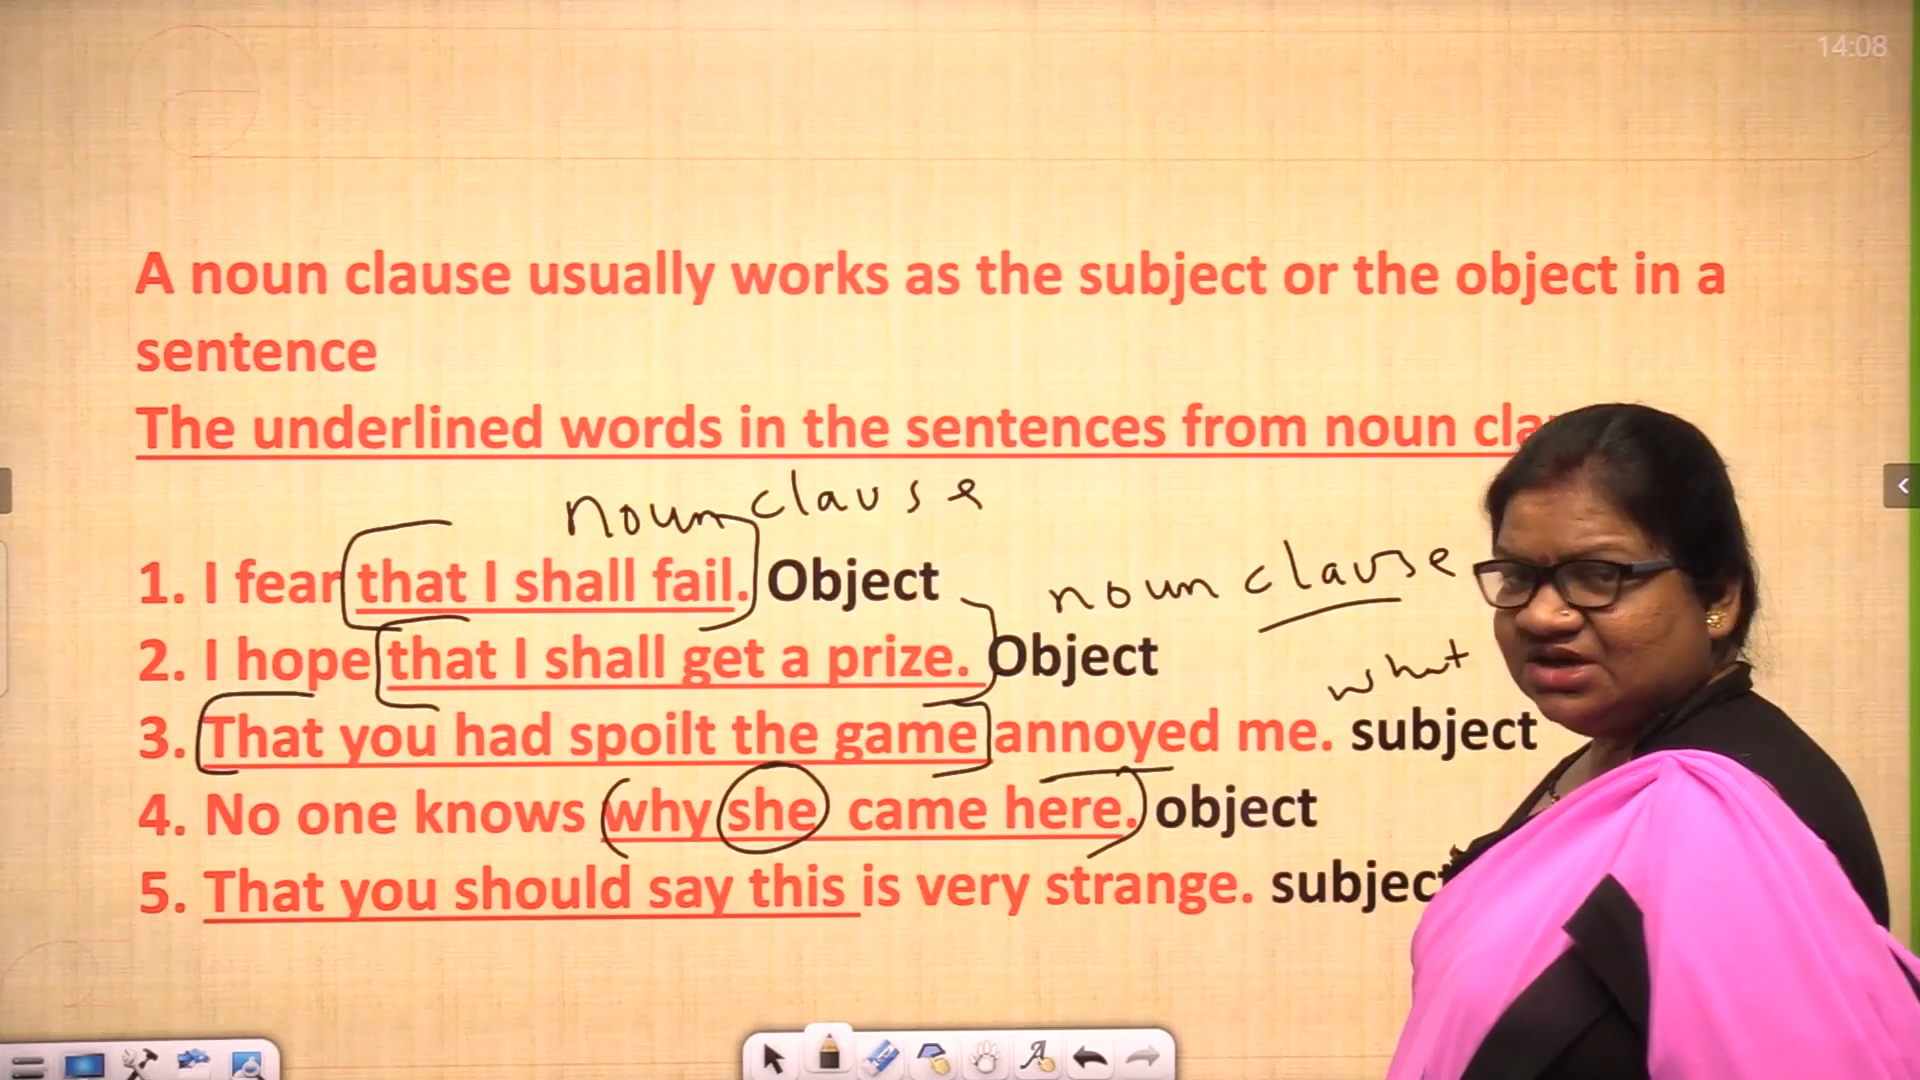 14:08
A noun clause usually works as the subject or the object in a
sentence
The underlined words in the sentences from noun
noun clause
1. I fear that I shall fail. Object
noun clause
2. I hope that I shall get a prize. Object
what
3. That you had spoilt the game annoyed me. subject
4. No one knows why she came here. object
5. That you should say this is very strange. subject